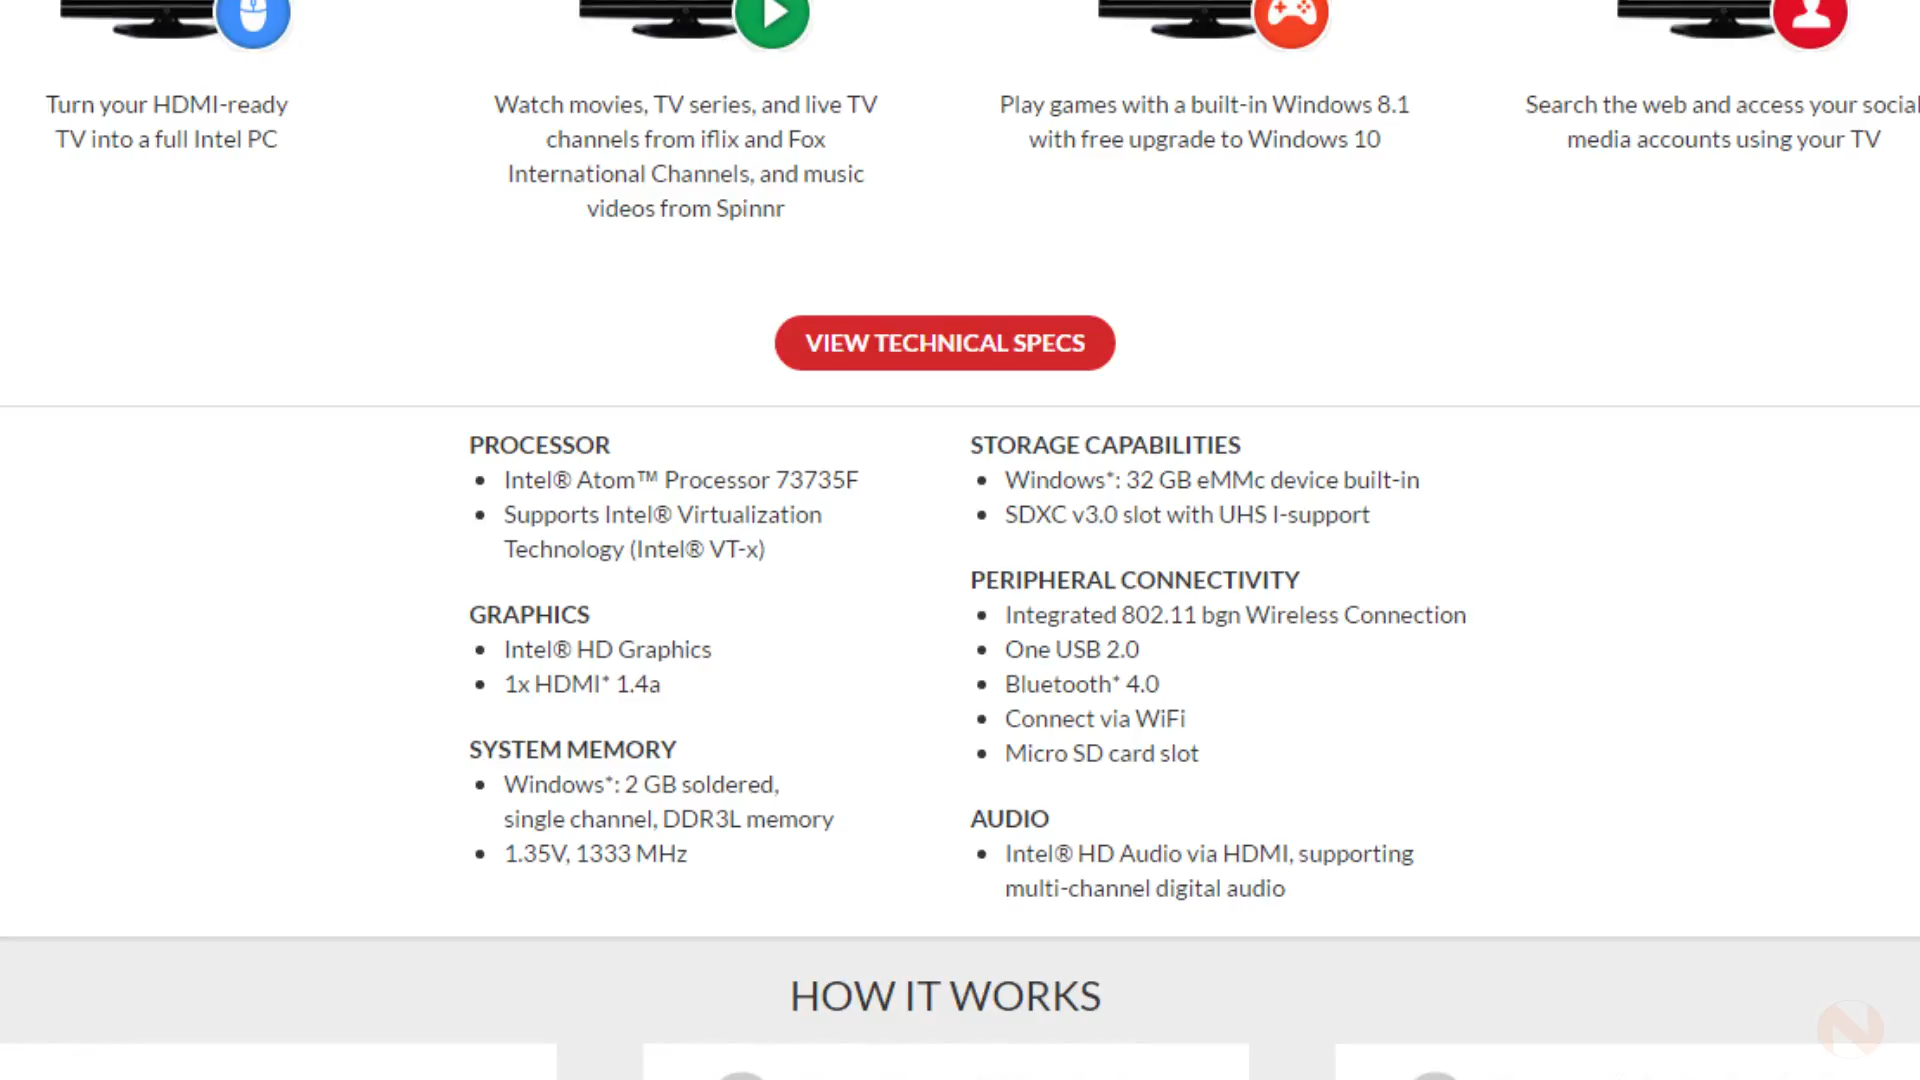 Turn your HDMI-ready
TV into a full Intel PC
Watch movies, TV series, and live TV
channels from iflix and Fox
International Channels, and music
videos from Spinnr
Play games with a built-in Windows 8.1
with free upgrade to Windows 10
Search the web and access your social
media accounts using your TV
VIEW TECHNICAL SPECS
PROCESSOR
• Intel® Atom™ Processor 73735F
• Supports Intel® Virtualization
Technology (Intel® VT-x)
GRAPHICS
• Intel® HD Graphics
• 1x HDMI* 1.4a
SYSTEM MEMORY
• Windows*: 2 GB soldered,
single channel, DDR3L memory
• 1.35V, 1333 MHz
STORAGE CAPABILITIES
• Windows*: 32 GB eMMc device built-in
• SDXC v3.0 slot with UHS I-support
PERIPHERAL CONNECTIVITY
• Integrated 802.11 bgn Wireless Connection
• One USB 2.0
• Bluetooth* 4.0
• Connect via WiFi
• Micro SD card slot
AUDIO
• Intel® HD Audio via HDMI, supporting
multi-channel digital audio
HOW IT WORKS
N